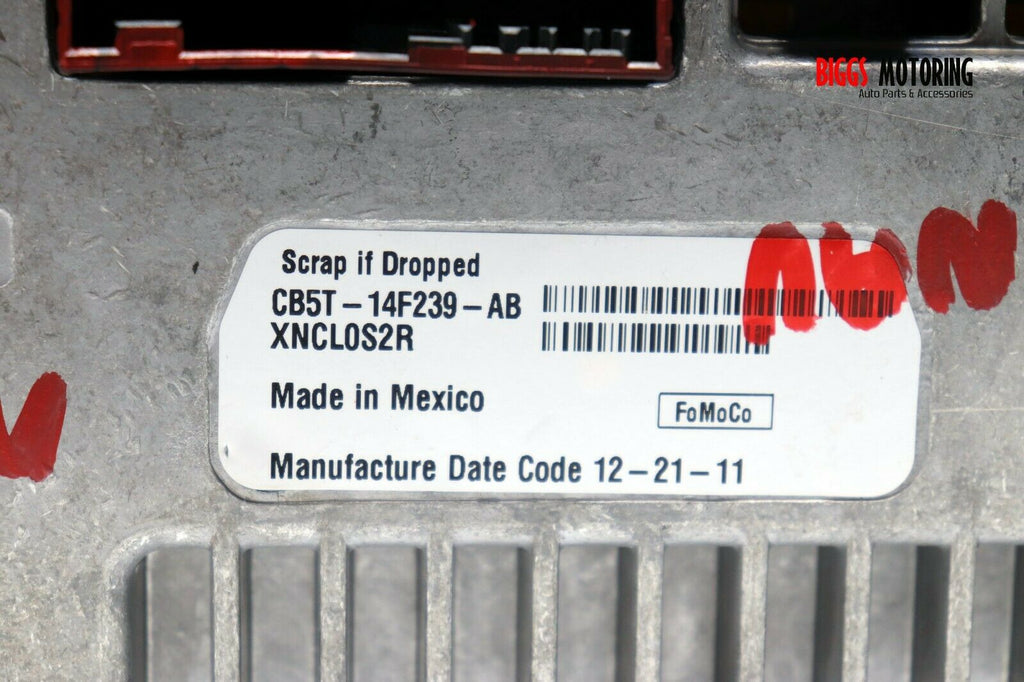 BIGGS MOTORING
Auto Parts & Accessories
Scrap if Dropped
CB5T-14F239-AB
XNCL0S2R
Made in Mexico
FoMoCo
Manufacture Date Code 12-21-11